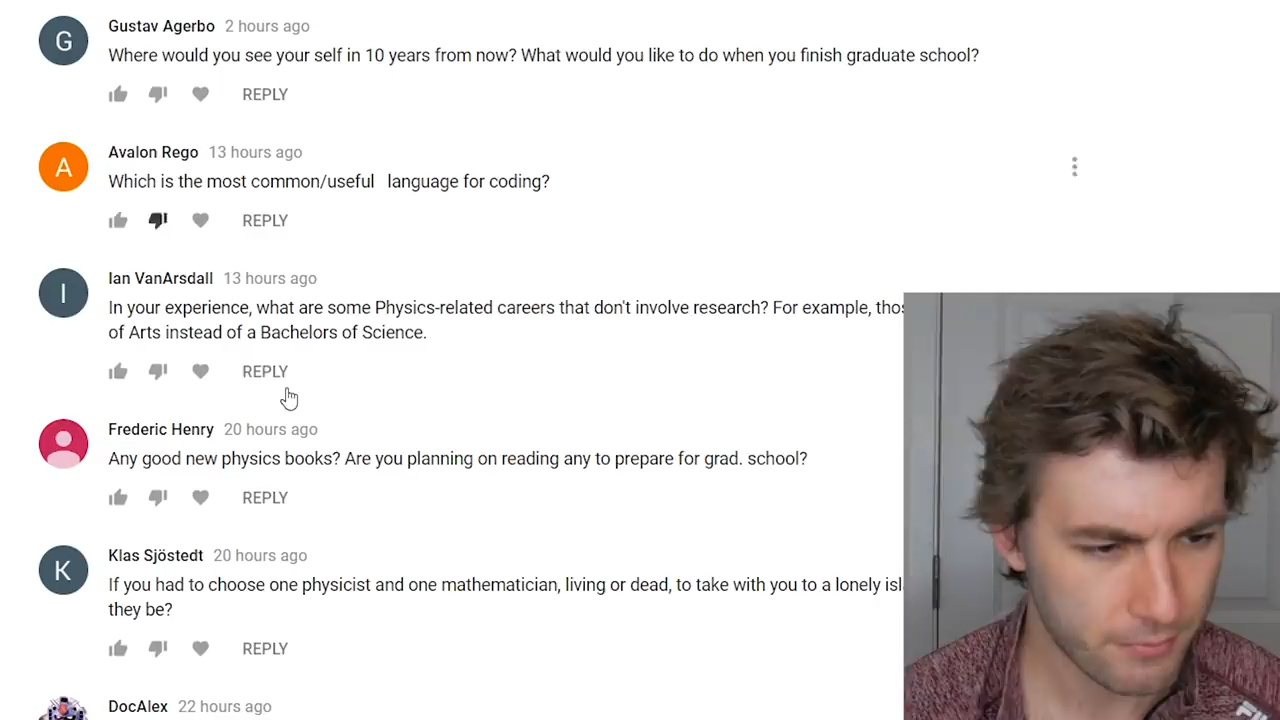 G
Gustav Agerbo 2 hours ago
Where would you see your self in 10 years from now? What would you like to do when you finish graduate school?
REPLY
A
Avalon Rego 13 hours ago
Which is the most common/useful language for coding?
REPLY
I
Ian VanArsdall 13 hours ago
In your experience, what are some Physics-related careers that don't involve research? For example,
of Arts instead of a Bachelors of Science.
REPLY
Frederic Henry 20 hours ago
Any good new physics books? Are you planning on reading any to prepare for grad. school?
REPLY
K
Klas Sjöstedt 20 hours ago
If you had to choose one physicist and one mathematician, living or dead, to take with you to a lonely
they be?
REPLY
DocAlex 22 hours ago